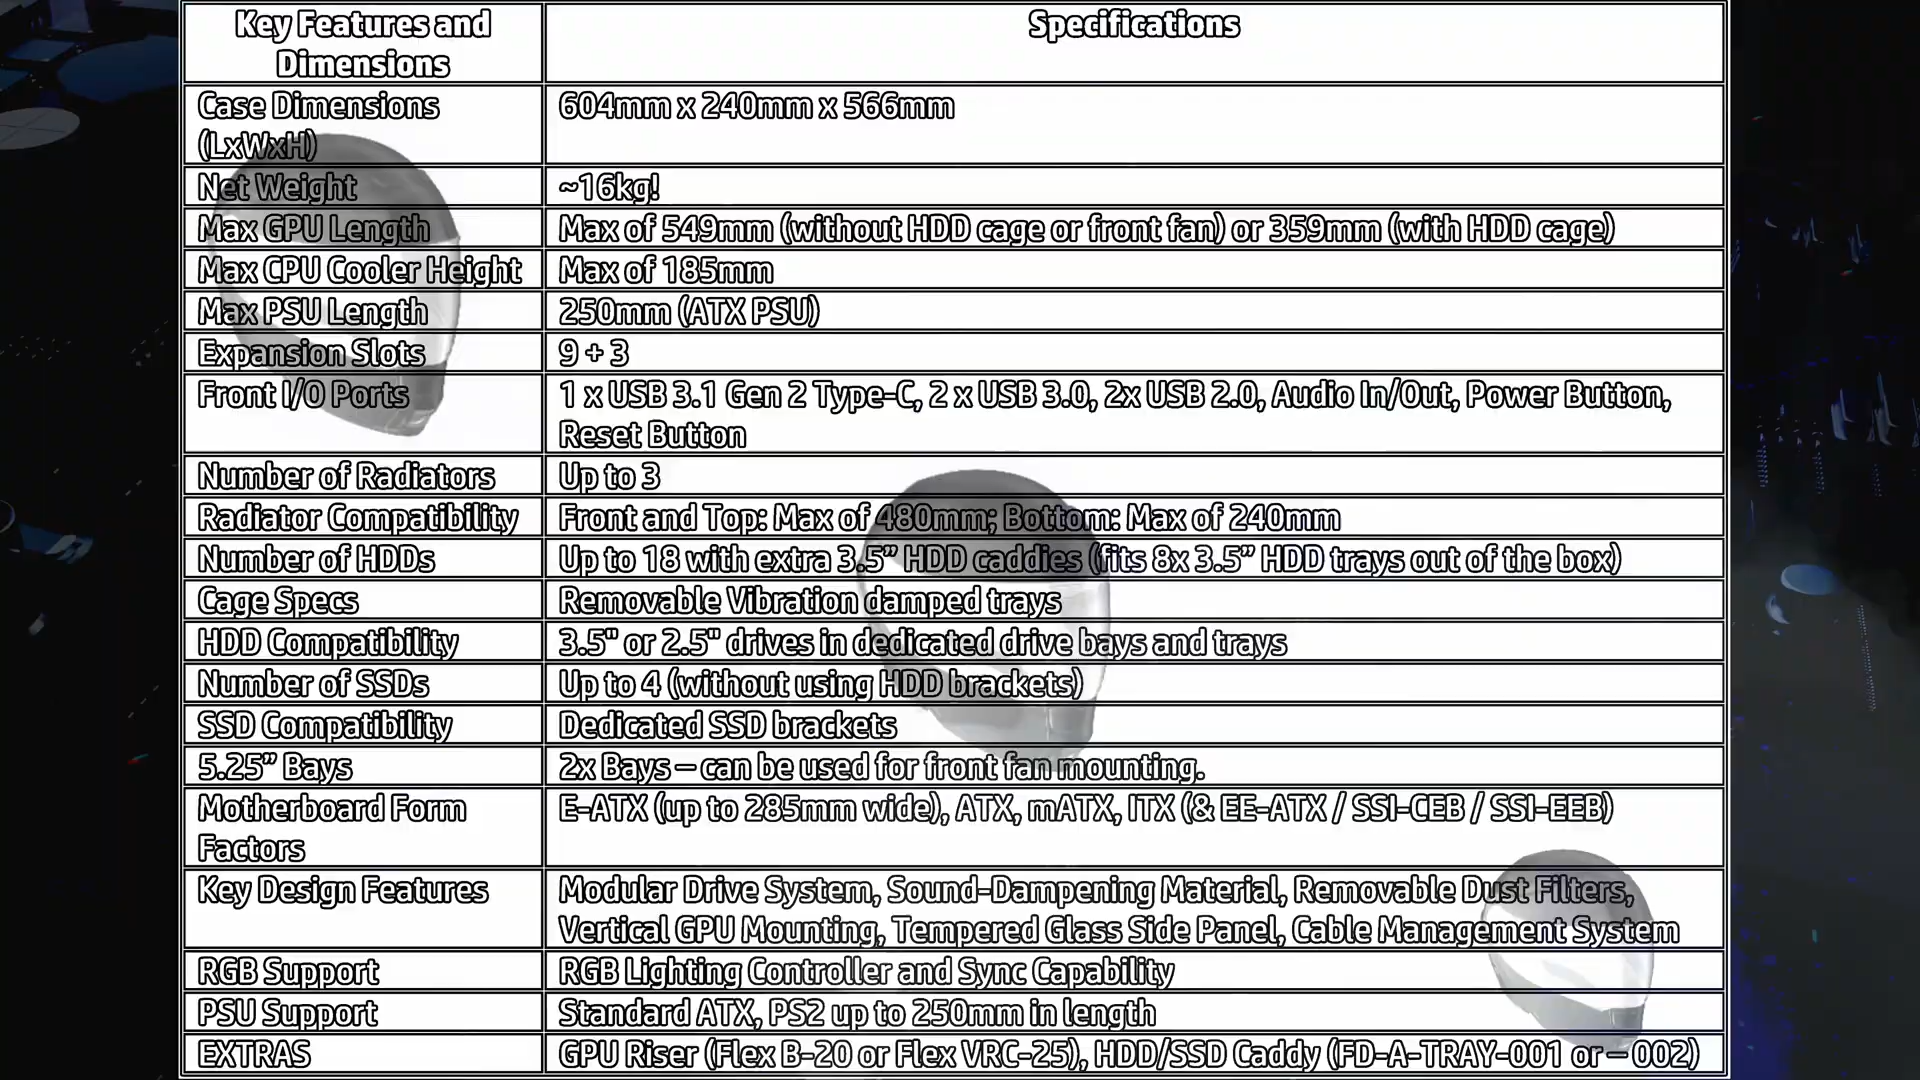 Key Features and
Dimensions
Specifications
Case Dimensions
(LxWxH)
604mm x 240mm x 566mm
Net Weight
~16kg!
Max GPU Length
Max of 549mm (without HDD cage or front fan) or 359mm (with HDD cage)
Max CPU Cooler Height
Max of 185mm
Max PSU Length
250mm (ATX PSU)
Expansion Slots
9 + 3
Front I/O Ports
1 x USB 3.1 Gen 2 Type-C, 2 x USB 3.0, 2x USB 2.0, Audio In/Out, Power Button,
Reset Button
Number of Radiators
Up to 3
Radiator Compatibility
Front and Top: Max of 480mm; Bottom: Max of 240mm
Number of HDDs
Up to 18 with extra 3.5” HDD caddies (fits 8x 3.5” HDD trays out of the box)
Cage Specs
Removable Vibration damped trays
HDD Compatibility
3.5" or 2.5" drives in dedicated drive bays and trays
Number of SSDs
Up to 4 (without using HDD brackets)
SSD Compatibility
Dedicated SSD brackets
5.25” Bays
2x Bays – can be used for front fan mounting.
Motherboard Form
Factors
E-ATX (up to 285mm wide), ATX, mATX, ITX (& EE-ATX / SSI-CEB / SSI-EEB)
Key Design Features
Modular Drive System, Sound-Dampening Material, Removable Dust Filters,
Vertical GPU Mounting, Tempered Glass Side Panel, Cable Management System
RGB Support
RGB Lighting Controller and Sync Capability
PSU Support
Standard ATX, PS2 up to 250mm in length
EXTRAS
GPU Riser (Flex B-20 or Flex VRC-25), HDD/SSD Caddy (FD-A-TRAY-001 or – 002)